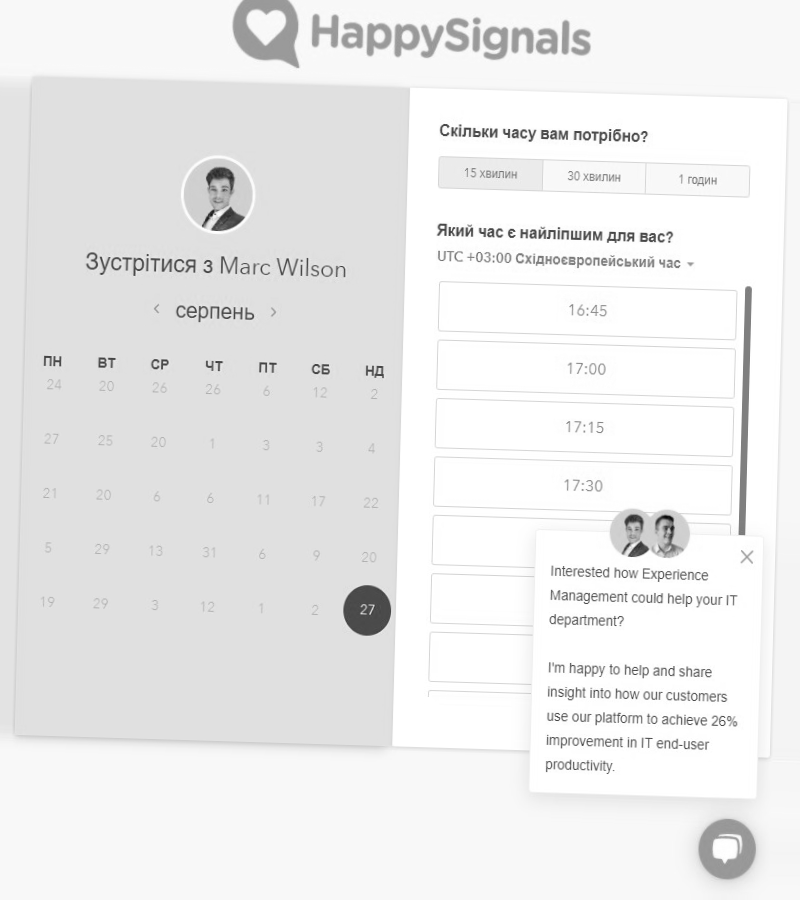 HappySignals
Зустрітися з Marc Wilson
серпень
ПН ВТ СР ЧТ ПТ СБ НД
24 20 26 26 6 12 2
27 25 20 1 3 3 4
21 20 6 6 11 17 22
5 29 13 31 6 9 20
19 29 3 12 1 2 27
Скільки часу вам потрібно?
15 хвилин 30 хвилин 1 годин
Який час є найліпшим для вас?
UTC +03:00 Східноєвропейський час
16:45
17:00
17:15
17:30
Interested how Experience
Management could help your IT
department?
I'm happy to help and share
insight into how our customers
use our platform to achieve 26%
improvement in IT end-user
productivity.